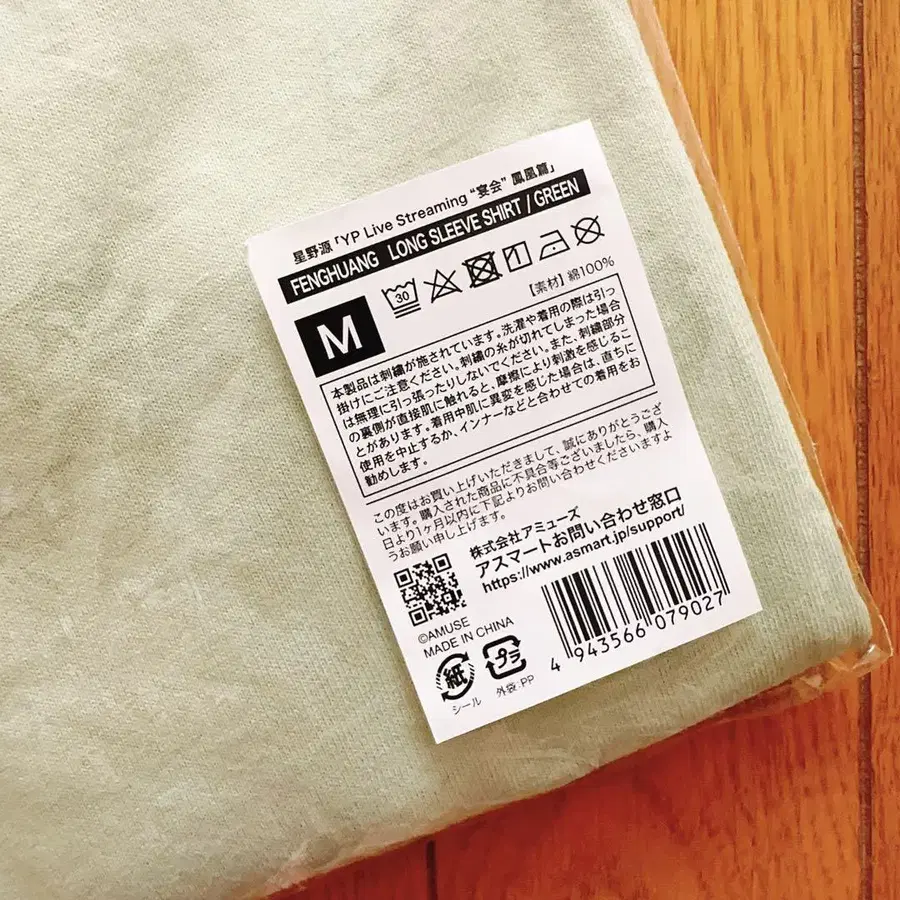 星野源「YP Live Streaming “宴会” 鳳凰篇」
FENGHUANG LONG SLEEVE SHIRT / GREEN
M
30
【素材】綿100%
本製品は刺繍が施されています。洗濯や着用の際は引っ
掛けにご注意ください。刺繍の糸が切れてしまった場合
は無理に引っ張ったりしないでください。また、刺繍部分
の裏側が直接肌に触れると、摩擦により刺激を感じるこ
とがあります。着用中肌に異変を感じた場合は、直ちに
使用を中止するか、インナーなどと合わせての着用をお
勧めします。
この度はお買い上げいただきまして、誠にありがとうござ
います。購入された商品に不具合等ございましたら、購入
日より1ヶ月以内に下記よりお問い合わせくださいますよ
うお願い申し上げます。
株式会社アミューズ
アスマートお問い合わせ窓口
https://www.asmart.jp/support/
©AMUSE
MADE IN CHINA
紙
シール
プラ
外袋:PP
4 943566 079027